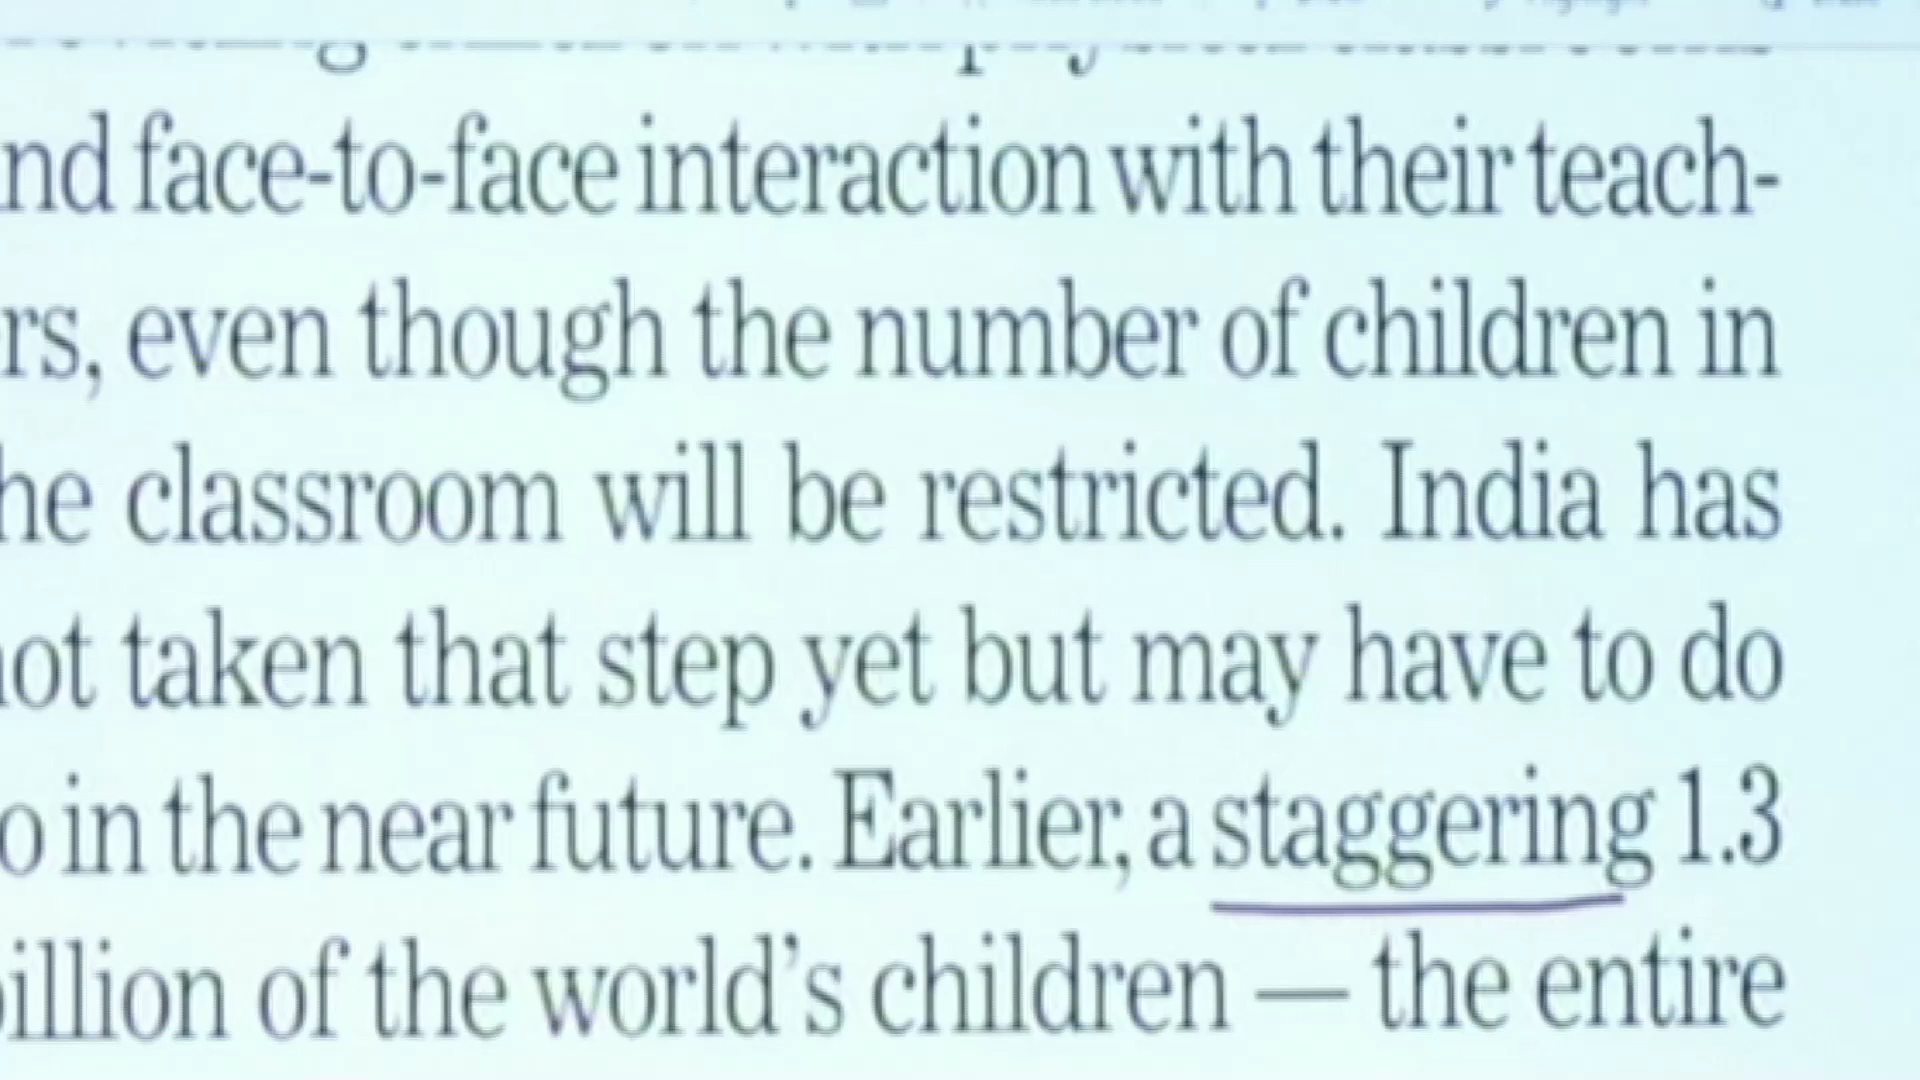 nd face-to-face interaction with their teach-
rs, even though the number of children in
he classroom will be restricted. India has
not taken that step yet but may have to do
o in the near future. Earlier, a staggering 1.3
billion of the world's children — the entire